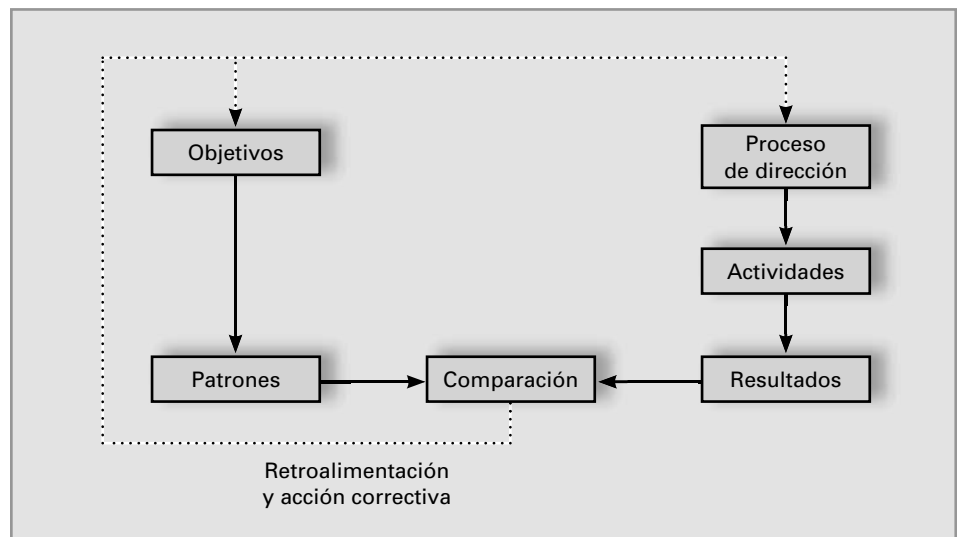 Objetivos
Proceso
de dirección
Actividades
Patrones
Comparación
Resultados
Retroalimentación
y acción correctiva